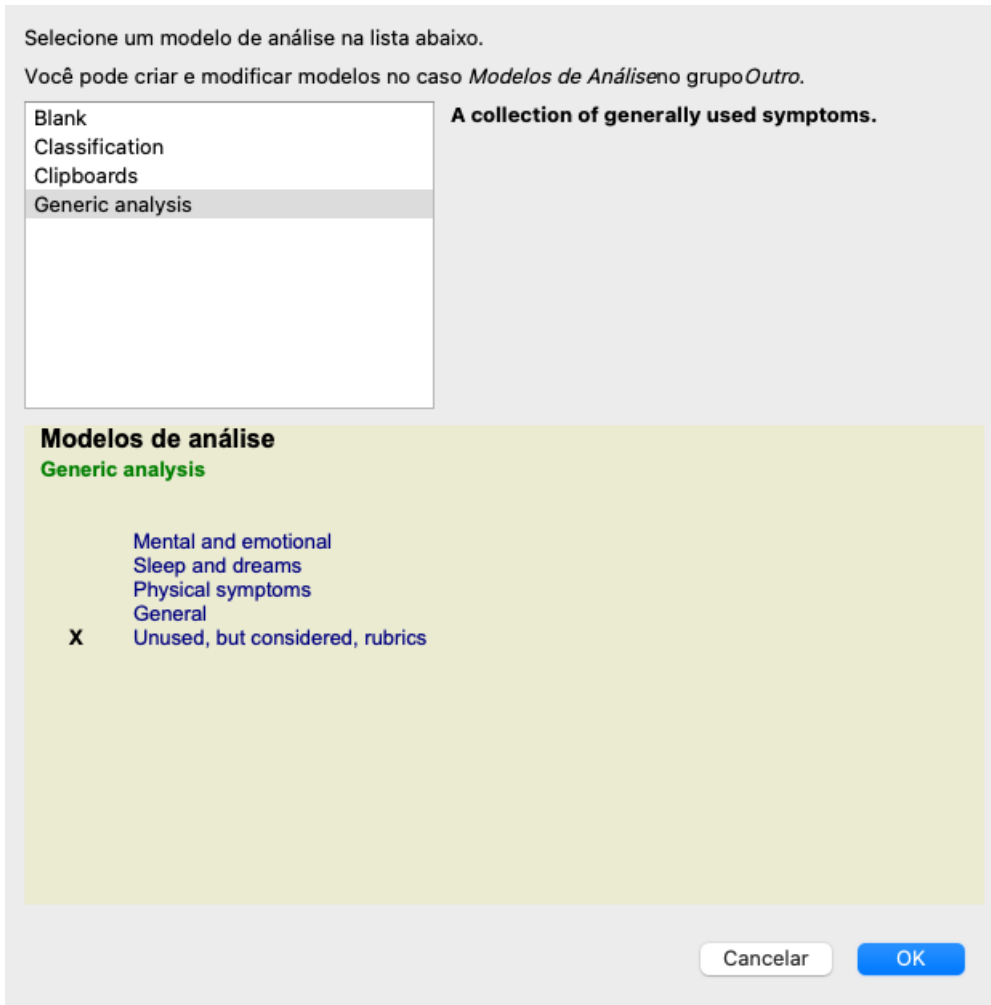 Selecione um modelo de análise na lista abaixo.
Você pode criar e modificar modelos no caso Modelos de Análiseno grupoOutro.
Blank
Classification
Clipboards
Generic analysis
A collection of generally used symptoms.
Modelos de análise
Generic analysis
Mental and emotional
Sleep and dreams
Physical symptoms
General
X Unused, but considered, rubrics
Cancelar
OK